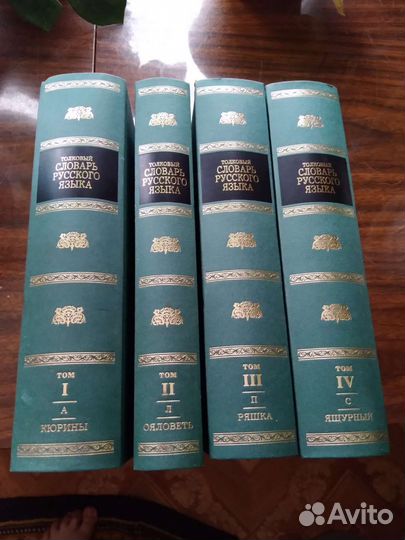 ТОЛКОВЫЙ
СЛОВАРЬ
РУССКОГО
ЯЗЫКА
ТОМ
I
А
КЮРИНЫ
ТОЛКОВЫЙ
СЛОВАРЬ
РУССКОГО
ЯЗЫКА
ТОМ
II
Л
ОЯЛОВЕТЬ
ТОЛКОВЫЙ
СЛОВАРЬ
РУССКОГО
ЯЗЫКА
ТОМ
III
П
РЯШКА
ТОЛКОВЫЙ
СЛОВАРЬ
РУССКОГО
ЯЗЫКА
ТОМ
IV
С
ЯЩУРНЫЙ
Avito